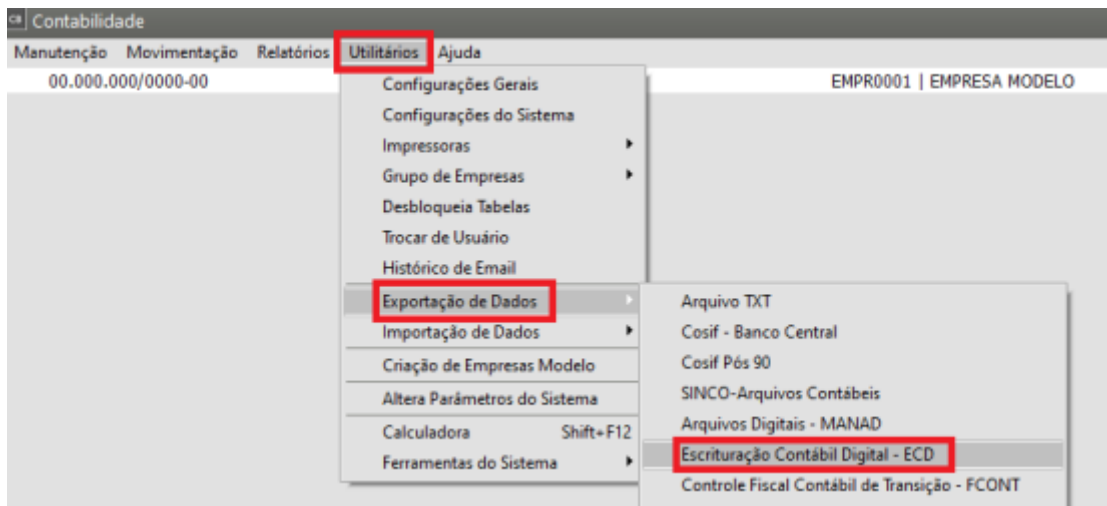 CB Contabilidade
Manutenção Movimentação Relatórios Utilitários Ajuda
00.000.000/0000-00 EMPR0001 | EMPRESA MODELO
Configurações Gerais
Configurações do Sistema
Impressoras
Grupo de Empresas
Desbloqueia Tabelas
Trocar de Usuário
Histórico de Email
Exportação de Dados
Importação de Dados
Criação de Empresas Modelo
Altera Parâmetros do Sistema
Calculadora Shift+F12
Ferramentas do Sistema
Arquivo TXT
Cosif - Banco Central
Cosif Pós 90
SINCO-Arquivos Contábeis
Arquivos Digitais - MANAD
Escrituração Contábil Digital - ECD
Controle Fiscal Contábil de Transição - FCONT